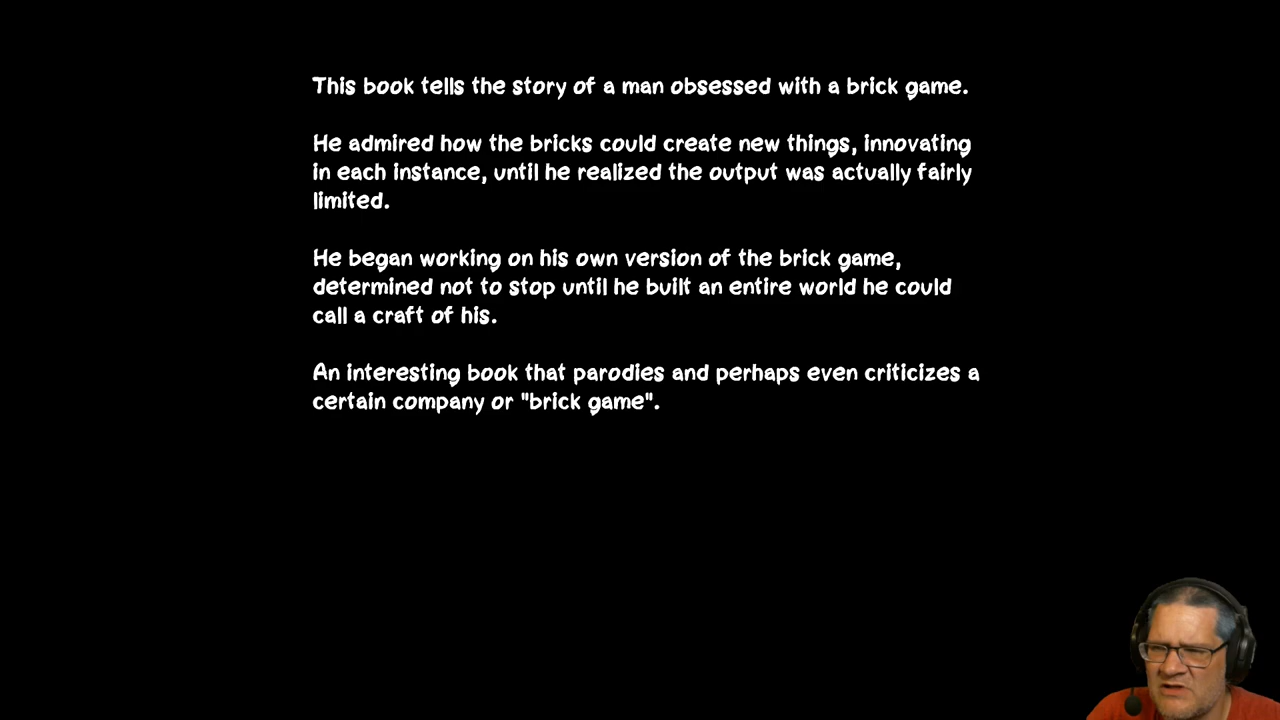 This book tells the story of a man obsessed with a brick game.
He admired how the bricks could create new things, innovating
in each instance, until he realized the output was actually fairly
limited.
He began working on his own version of the brick game,
determined not to stop until he built an entire world he could
call a craft of his.
An interesting book that parodies and perhaps even criticizes a
certain company or "brick game".